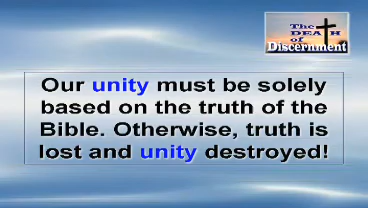 The
DEATH
of
Discernment
Our unity must be solely
based on the truth of the
Bible. Otherwise, truth is
lost and unity destroyed!